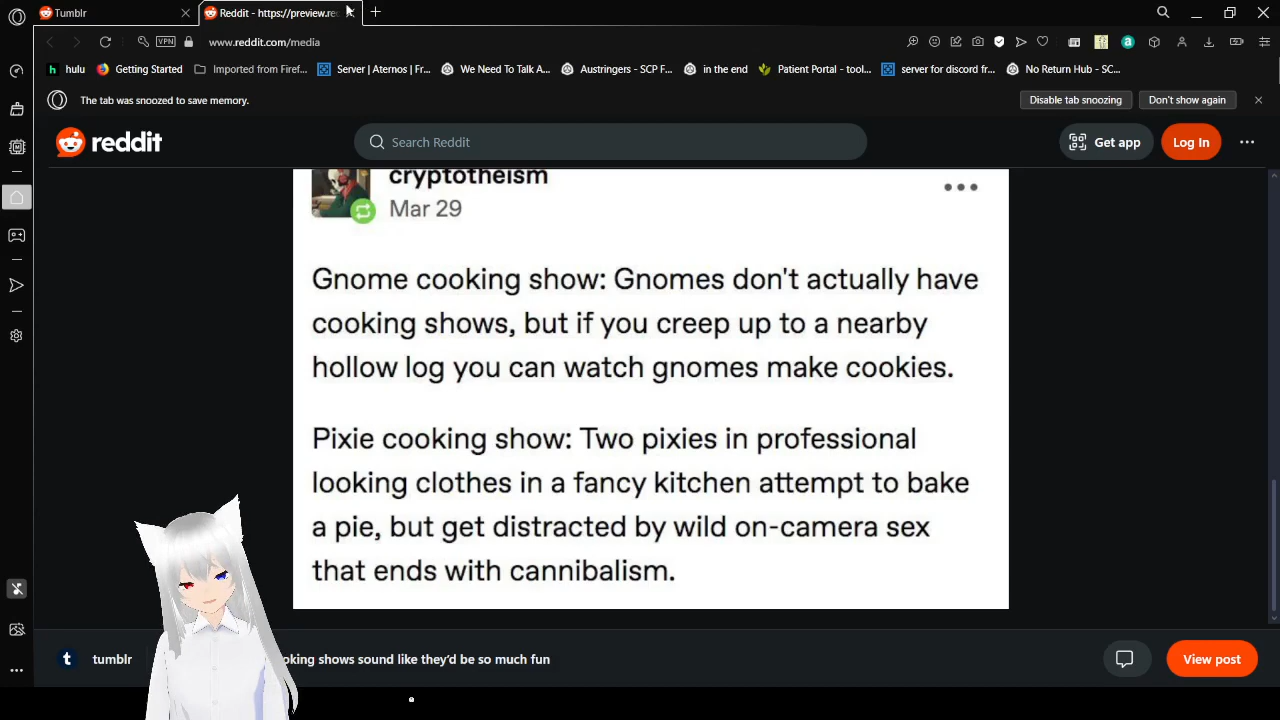 Tumblr
Reddit - https://preview.re
VPN
www.reddit.com/media
hulu
Getting Started
Imported from Firef...
Server | Aternos | Fr...
We Need To Talk A...
Austringers - SCP F...
in the end
Patient Portal - tool...
server for discord fr...
No Return Hub - SC...
The tab was snoozed to save memory.
Disable tab snoozing
Don't show again
reddit
Search Reddit
Get app
Log In
cryptotheism
Mar 29
Gnome cooking show: Gnomes don't actually have
cooking shows, but if you creep up to a nearby
hollow log you can watch gnomes make cookies.
Pixie cooking show: Two pixies in professional
looking clothes in a fancy kitchen attempt to bake
a pie, but get distracted by wild on-camera sex
that ends with cannibalism.
tumblr
oking shows sound like they'd be so much fun
View post